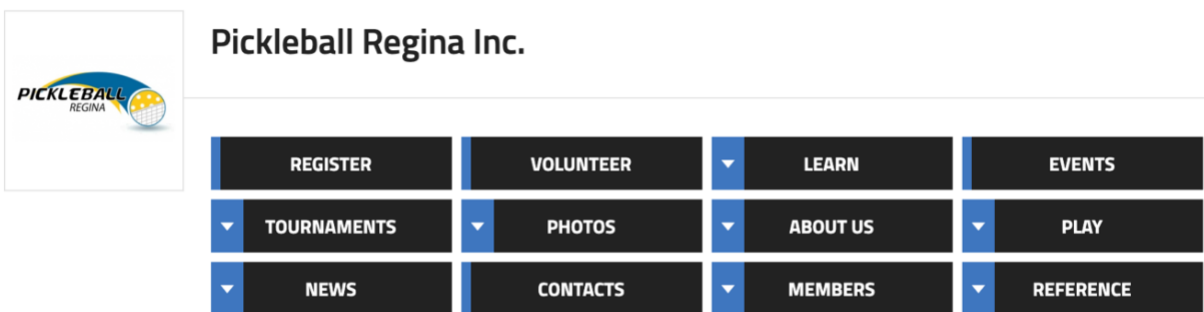 Pickleball Regina Inc.
PICKLEBALL
REGINA
REGISTER
VOLUNTEER
LEARN
EVENTS
TOURNAMENTS
PHOTOS
ABOUT US
PLAY
NEWS
CONTACTS
MEMBERS
REFERENCE